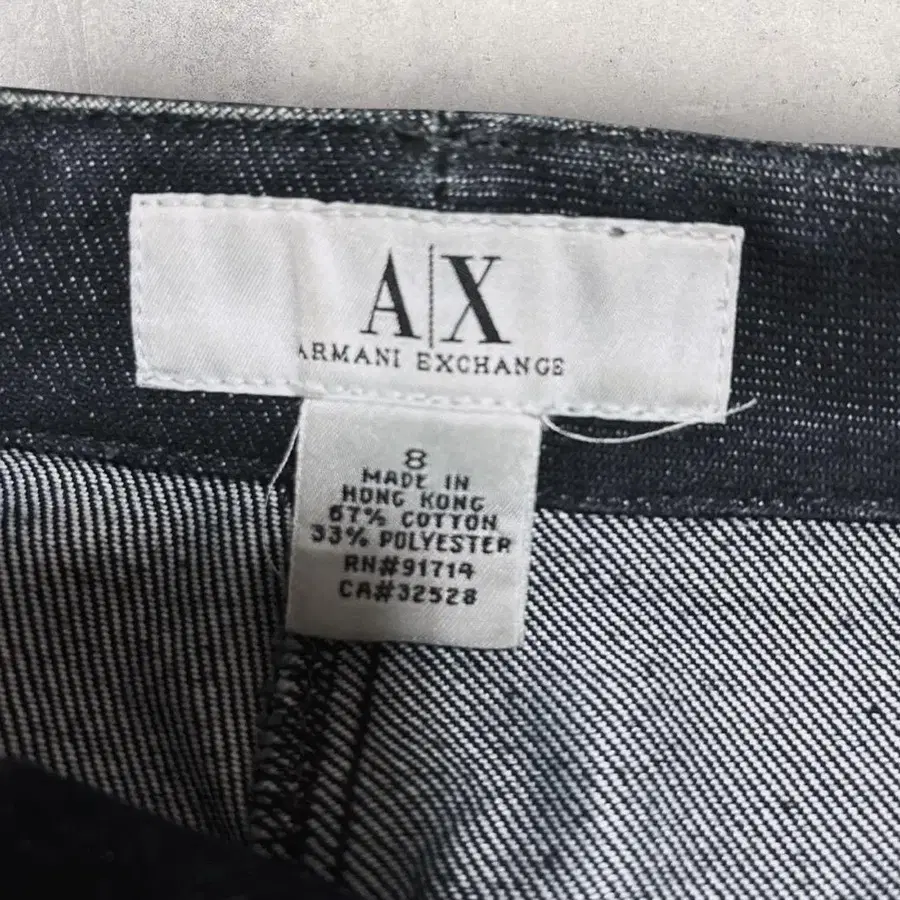 A|X
ARMANI EXCHANGE
8
MADE IN
HONG KONG
67% COTTON
33% POLYESTER
RN#91714
CA#32528